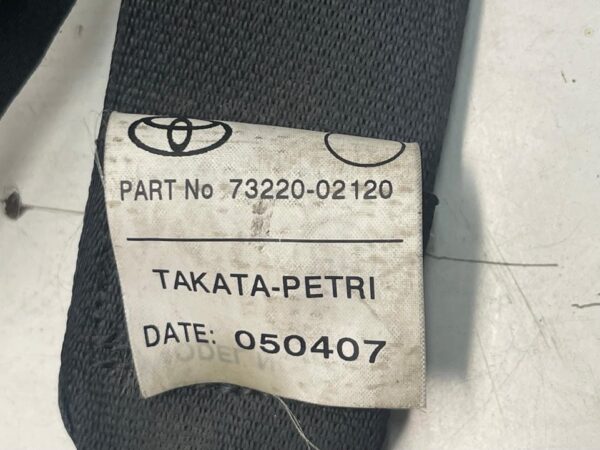 PART No 73220-02120
TAKATA-PETRI
DATE: 050407